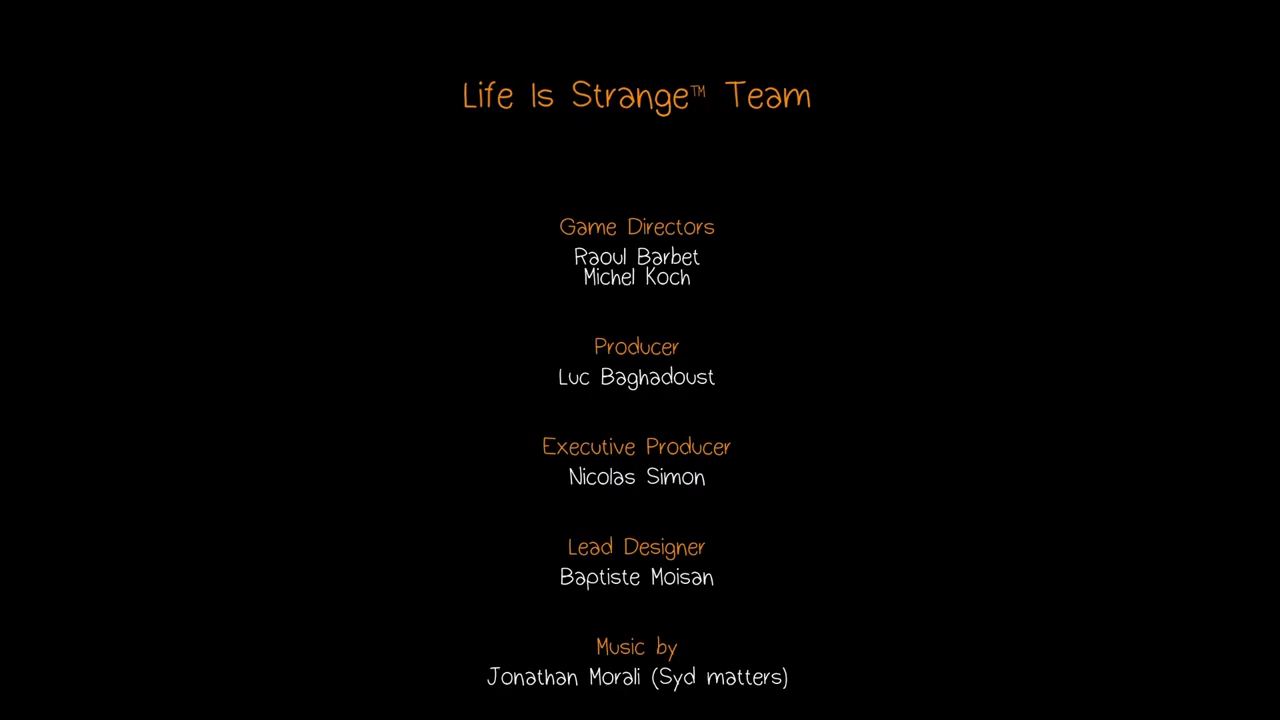 Life Is Strange™ Team
Game Directors
Raoul Barbet
Michel Koch
Producer
Luc Baghadoust
Executive Producer
Nicolas Simon
Lead Designer
Baptiste Moisan
Music by
Jonathan Morali (Syd matters)